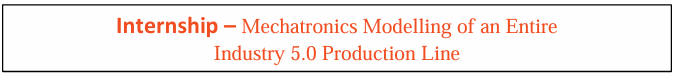 Internship – Mechatronics Modelling of an Entire
Industry 5.0 Production Line